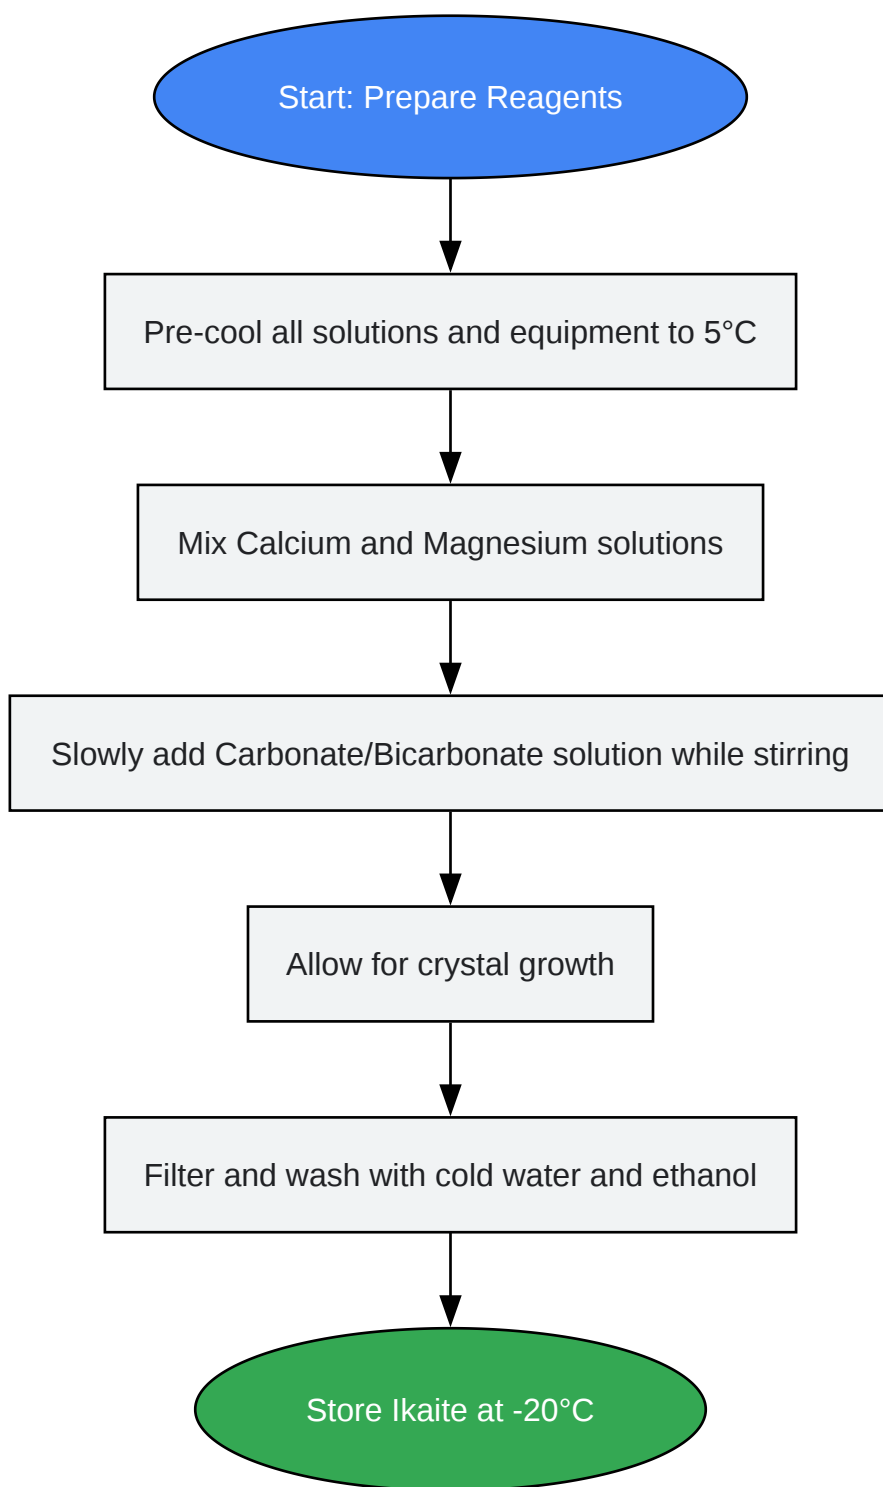 Start: Prepare Reagents
Pre-cool all solutions and equipment to 5°C
Mix Calcium and Magnesium solutions
Slowly add Carbonate/Bicarbonate solution while stirring
Allow for crystal growth
Filter and wash with cold water and ethanol
Store Ikaite at -20°C